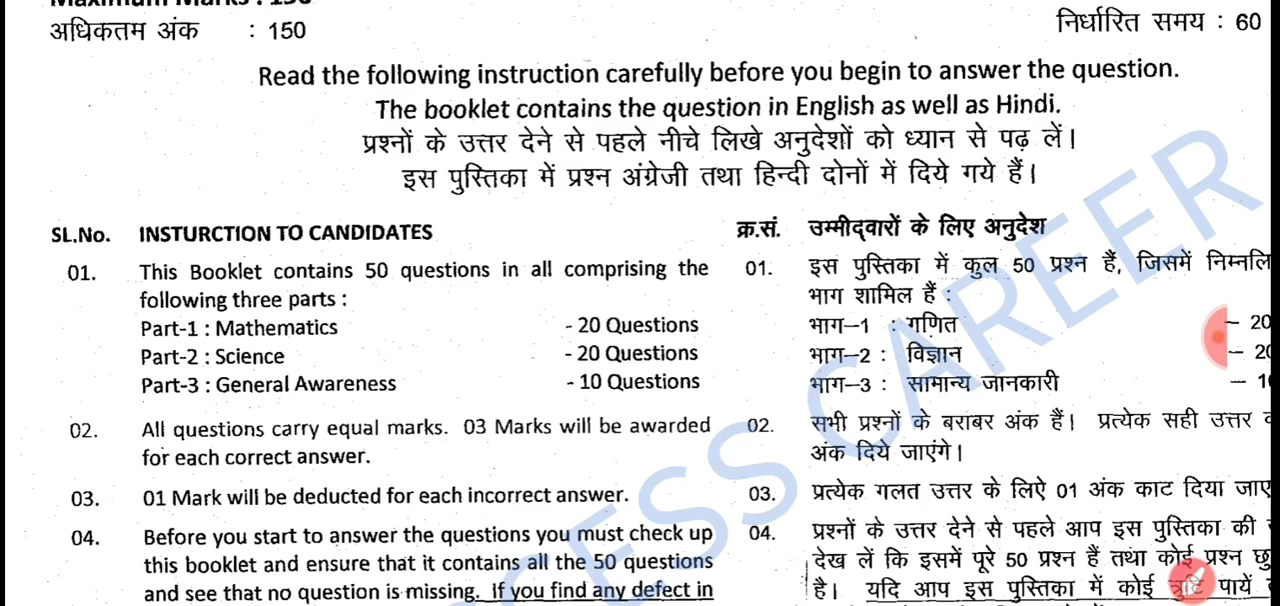 अधिकतम अंक : 150
निर्धारित समय : 60
Read the following instruction carefully before you begin to answer the question.
The booklet contains the question in English as well as Hindi.
प्रश्नों के उत्तर देने से पहले नीचे लिखे अनुदेशों को ध्यान से पढ़ लें।
इस पुस्तिका में प्रश्न अंग्रेजी तथा हिन्दी दोनों में दिये गये हैं।
SL.No. INSTURCTION TO CANDIDATES
01. This Booklet contains 50 questions in all comprising the
following three parts :
Part-1 : Mathematics - 20 Questions
Part-2 : Science - 20 Questions
Part-3 : General Awareness - 10 Questions
02. All questions carry equal marks. 03 Marks will be awarded
for each correct answer.
03. 01 Mark will be deducted for each incorrect answer.
04. Before you start to answer the questions you must check up
this booklet and ensure that it contains all the 50 questions
and see that no question is missing. If you find any defect in
क्र.सं. उम्मीदवारों के लिए अनुदेश
01. इस पुस्तिका में कुल 50 प्रश्न हैं, जिसमें
भाग शामिल हैं :
भाग–1 : गणित – 20
भाग–2 : विज्ञान –
भाग–3 : सामान्य जानकारी –
02. सभी प्रश्नों के बराबर अंक हैं। प्रत्येक सही उत्तर
अंक दिये जाएंगे।
03. प्रत्येक गलत उत्तर के लिऐ 01 अंक काट दिया
04. प्रश्नों के उत्तर देने से पहले आप इस पुस्तिका की
देख लें कि इसमें पूरे 50 प्रश्न हैं तथा कोई प्रश्न
है। यदि आप इस पुस्तिका में कोई त्रुटि पायें
CAREER